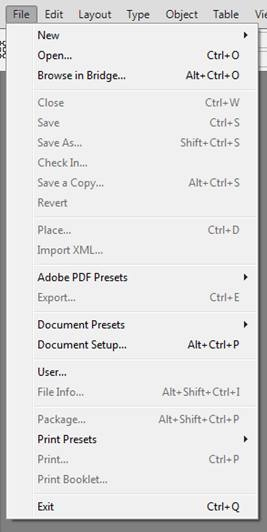 File Edit Layout Type Object Table
New
Open... Ctrl+O
Browse in Bridge... Alt+Ctrl+O
Close Ctrl+W
Save Ctrl+S
Save As... Shift+Ctrl+S
Check In...
Save a Copy... Alt+Ctrl+S
Revert
Place... Ctrl+D
Import XML...
Adobe PDF Presets
Export... Ctrl+E
Document Presets
Document Setup... Alt+Ctrl+P
User...
File Info... Alt+Shift+Ctrl+I
Package... Alt+Shift+Ctrl+P
Print Presets
Print... Ctrl+P
Print Booklet...
Exit Ctrl+Q